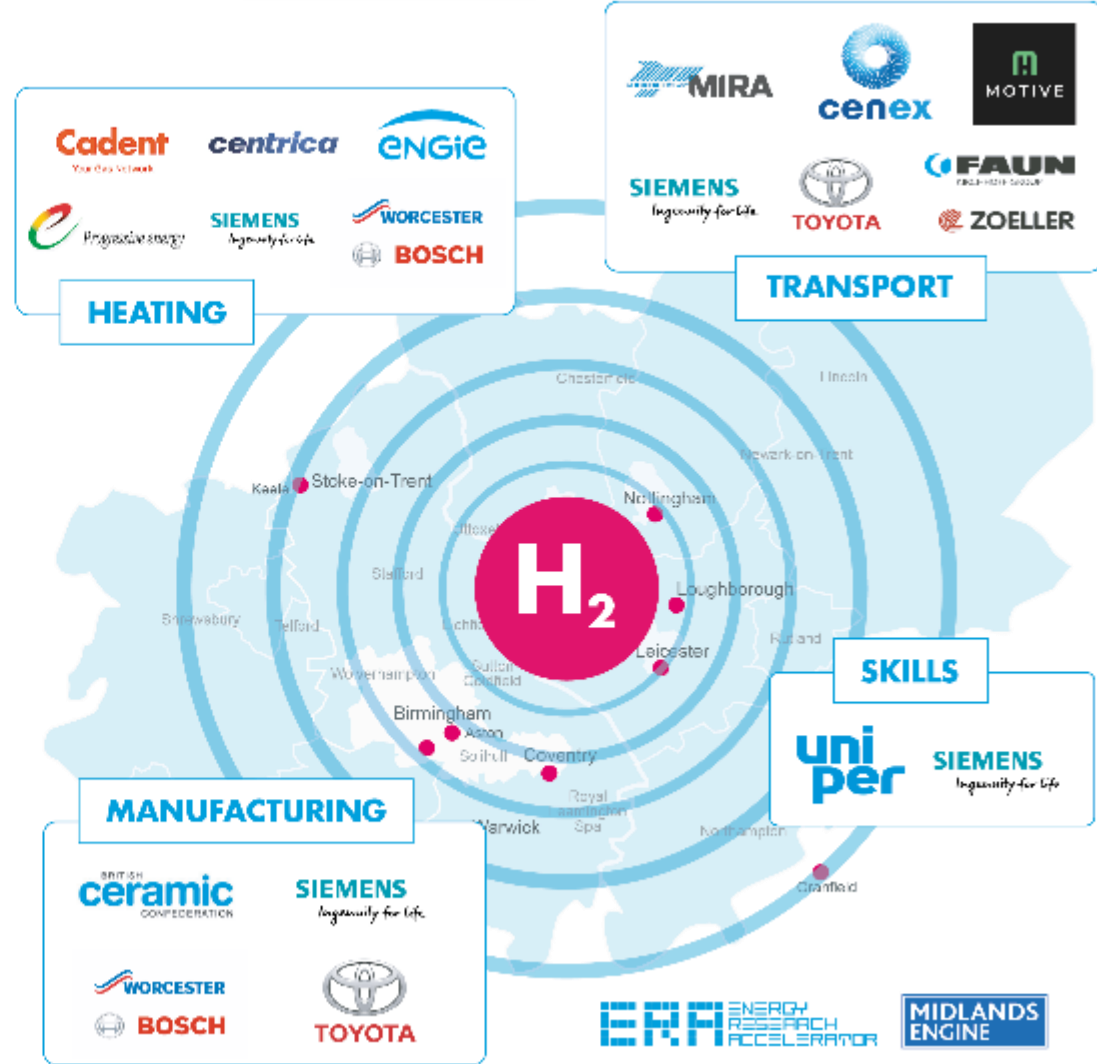 MIRA
cenex
MOTIVE
Cadent
Your Gas Network
centrica
ENGIE
SIEMENS
Ingenuity for life
TOYOTA
FAUN
KIRCHHOFF GROUP
ZOELLER
Progressive energy
SIEMENS
Ingenuity for life
WORCESTER
BOSCH
HEATING
TRANSPORT
Chesterfield
Lincoln
Newark-on-Trent
Keele
Stoke-on-Trent
Nottingham
H2
Stafford
Loughborough
Shrewsbury
Telford
Rutland
Leicester
Wolverhampton
Sutton
Coldfield
SKILLS
Birmingham
Aston
Solihull
Coventry
uni
per
SIEMENS
Ingenuity for life
MANUFACTURING
Royal
Leamington
Spa
Warwick
Northampton
Cranfield
BRITISH
ceramic
CONFEDERATION
SIEMENS
Ingenuity for life
WORCESTER
BOSCH
TOYOTA
ERA
ENERGY
RESEARCH
ACCELERATOR
MIDLANDS
ENGINE